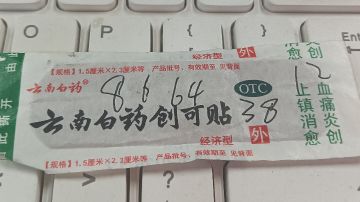 经济型 外
【规格】1.5厘米×2.3厘米等 产品批号、有效期至 见背面
云南白药® OTC
8 6 64
云南白药创可贴 38
经济型 外
【规格】1.5厘米×2.3厘米等 产品批号、有效期至 见背面
止血
镇痛
消炎
愈创
2
此揭开